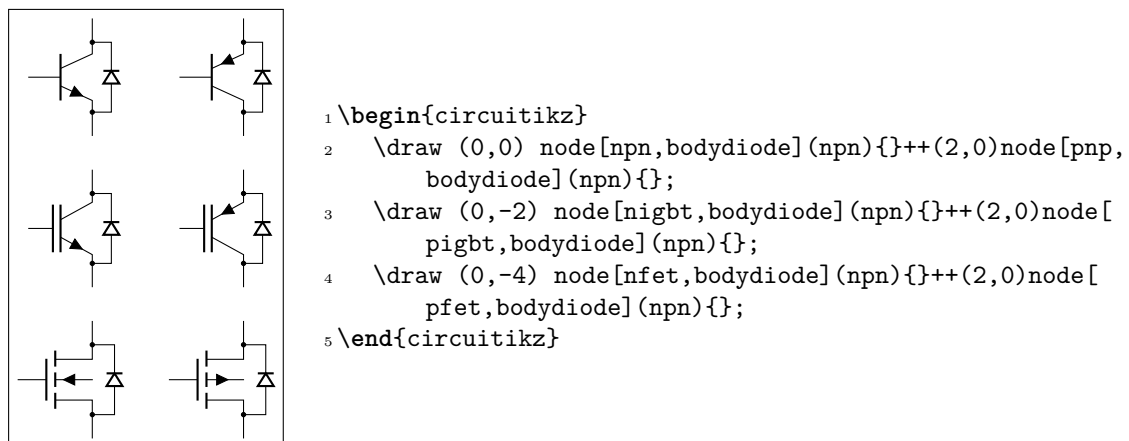 1 \begin{circuitikz}
2 \draw (0,0) node[npn,bodydiode](npn){}++(2,0)node[pnp,
bodydiode](npn){};
3 \draw (0,-2) node[nigbt,bodydiode](npn){}++(2,0)node[
pigbt,bodydiode](npn){};
4 \draw (0,-4) node[nfet,bodydiode](npn){}++(2,0)node[
pfet,bodydiode](npn){};
5 \end{circuitikz}